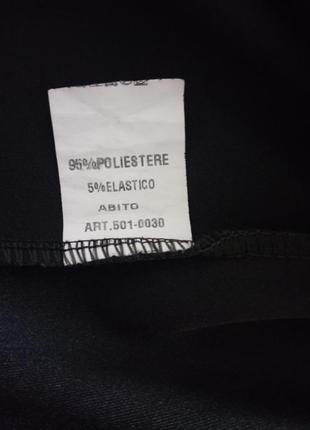 95%POLIESTERE
5%ELASTICO
ABITO
ART.501-0030